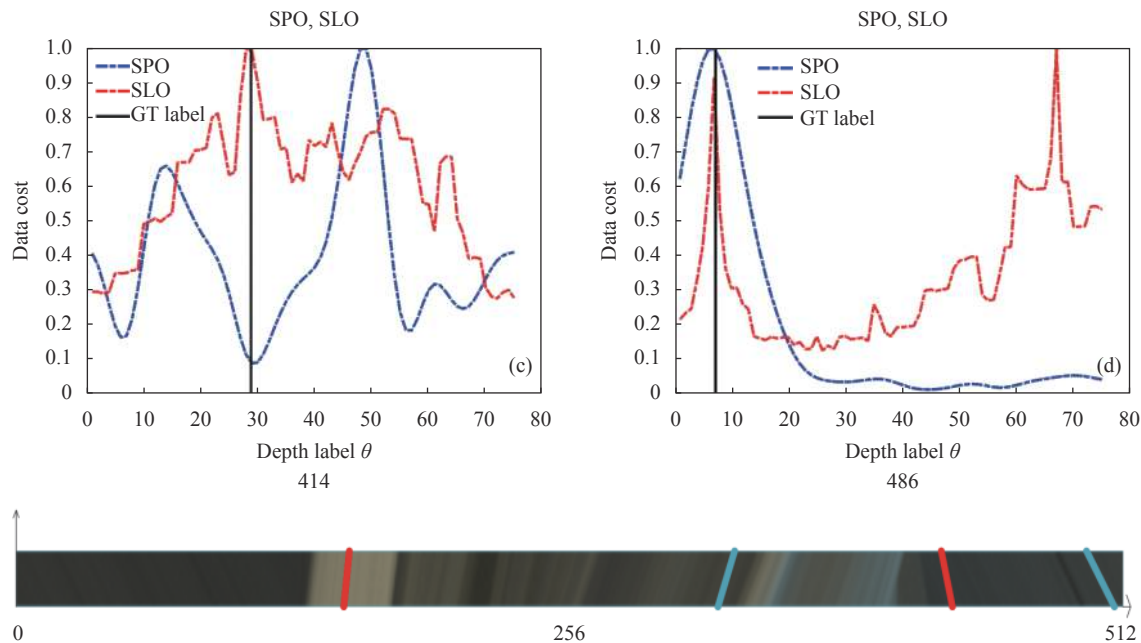 SPO, SLO
1.0
0.9
0.8
0.7
0.6
0.5
0.4
0.3
0.2
0.1
0
Data cost
SPO
SLO
GT label
(c)
0 10 20 30 40 50 60 70 80
Depth label θ
414
SPO, SLO
1.0
0.9
0.8
0.7
0.6
0.5
0.4
0.3
0.2
0.1
0
Data cost
SPO
SLO
GT label
(d)
0 10 20 30 40 50 60 70 80
Depth label θ
486
0 256 512